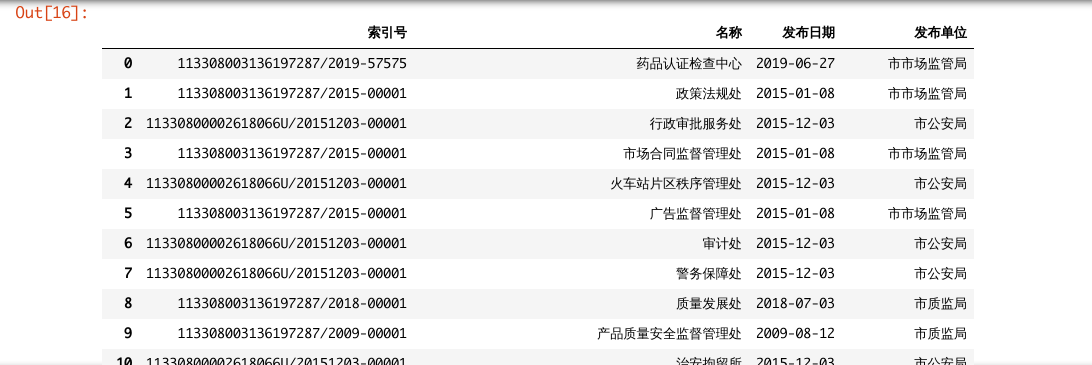 Out[16]:
索引号 名称 发布日期 发布单位
0 113308003136197287/2019-57575 药品认证检查中心 2019-06-27 市市场监管局
1 113308003136197287/2015-00001 政策法规处 2015-01-08 市市场监管局
2 11330800002618066U/20151203-00001 行政审批服务处 2015-12-03 市公安局
3 113308003136197287/2015-00001 市场合同监督管理处 2015-01-08 市市场监管局
4 11330800002618066U/20151203-00001 火车站片区秩序管理处 2015-12-03 市公安局
5 113308003136197287/2015-00001 广告监督管理处 2015-01-08 市市场监管局
6 11330800002618066U/20151203-00001 审计处 2015-12-03 市公安局
7 11330800002618066U/20151203-00001 警务保障处 2015-12-03 市公安局
8 113308003136197287/2018-00001 质量发展处 2018-07-03 市质监局
9 113308003136197287/2009-00001 产品质量安全监督管理处 2009-08-12 市质监局
10 11330800002618066U/20151203-00001 治安拘留所 2015-12-03 市公安局